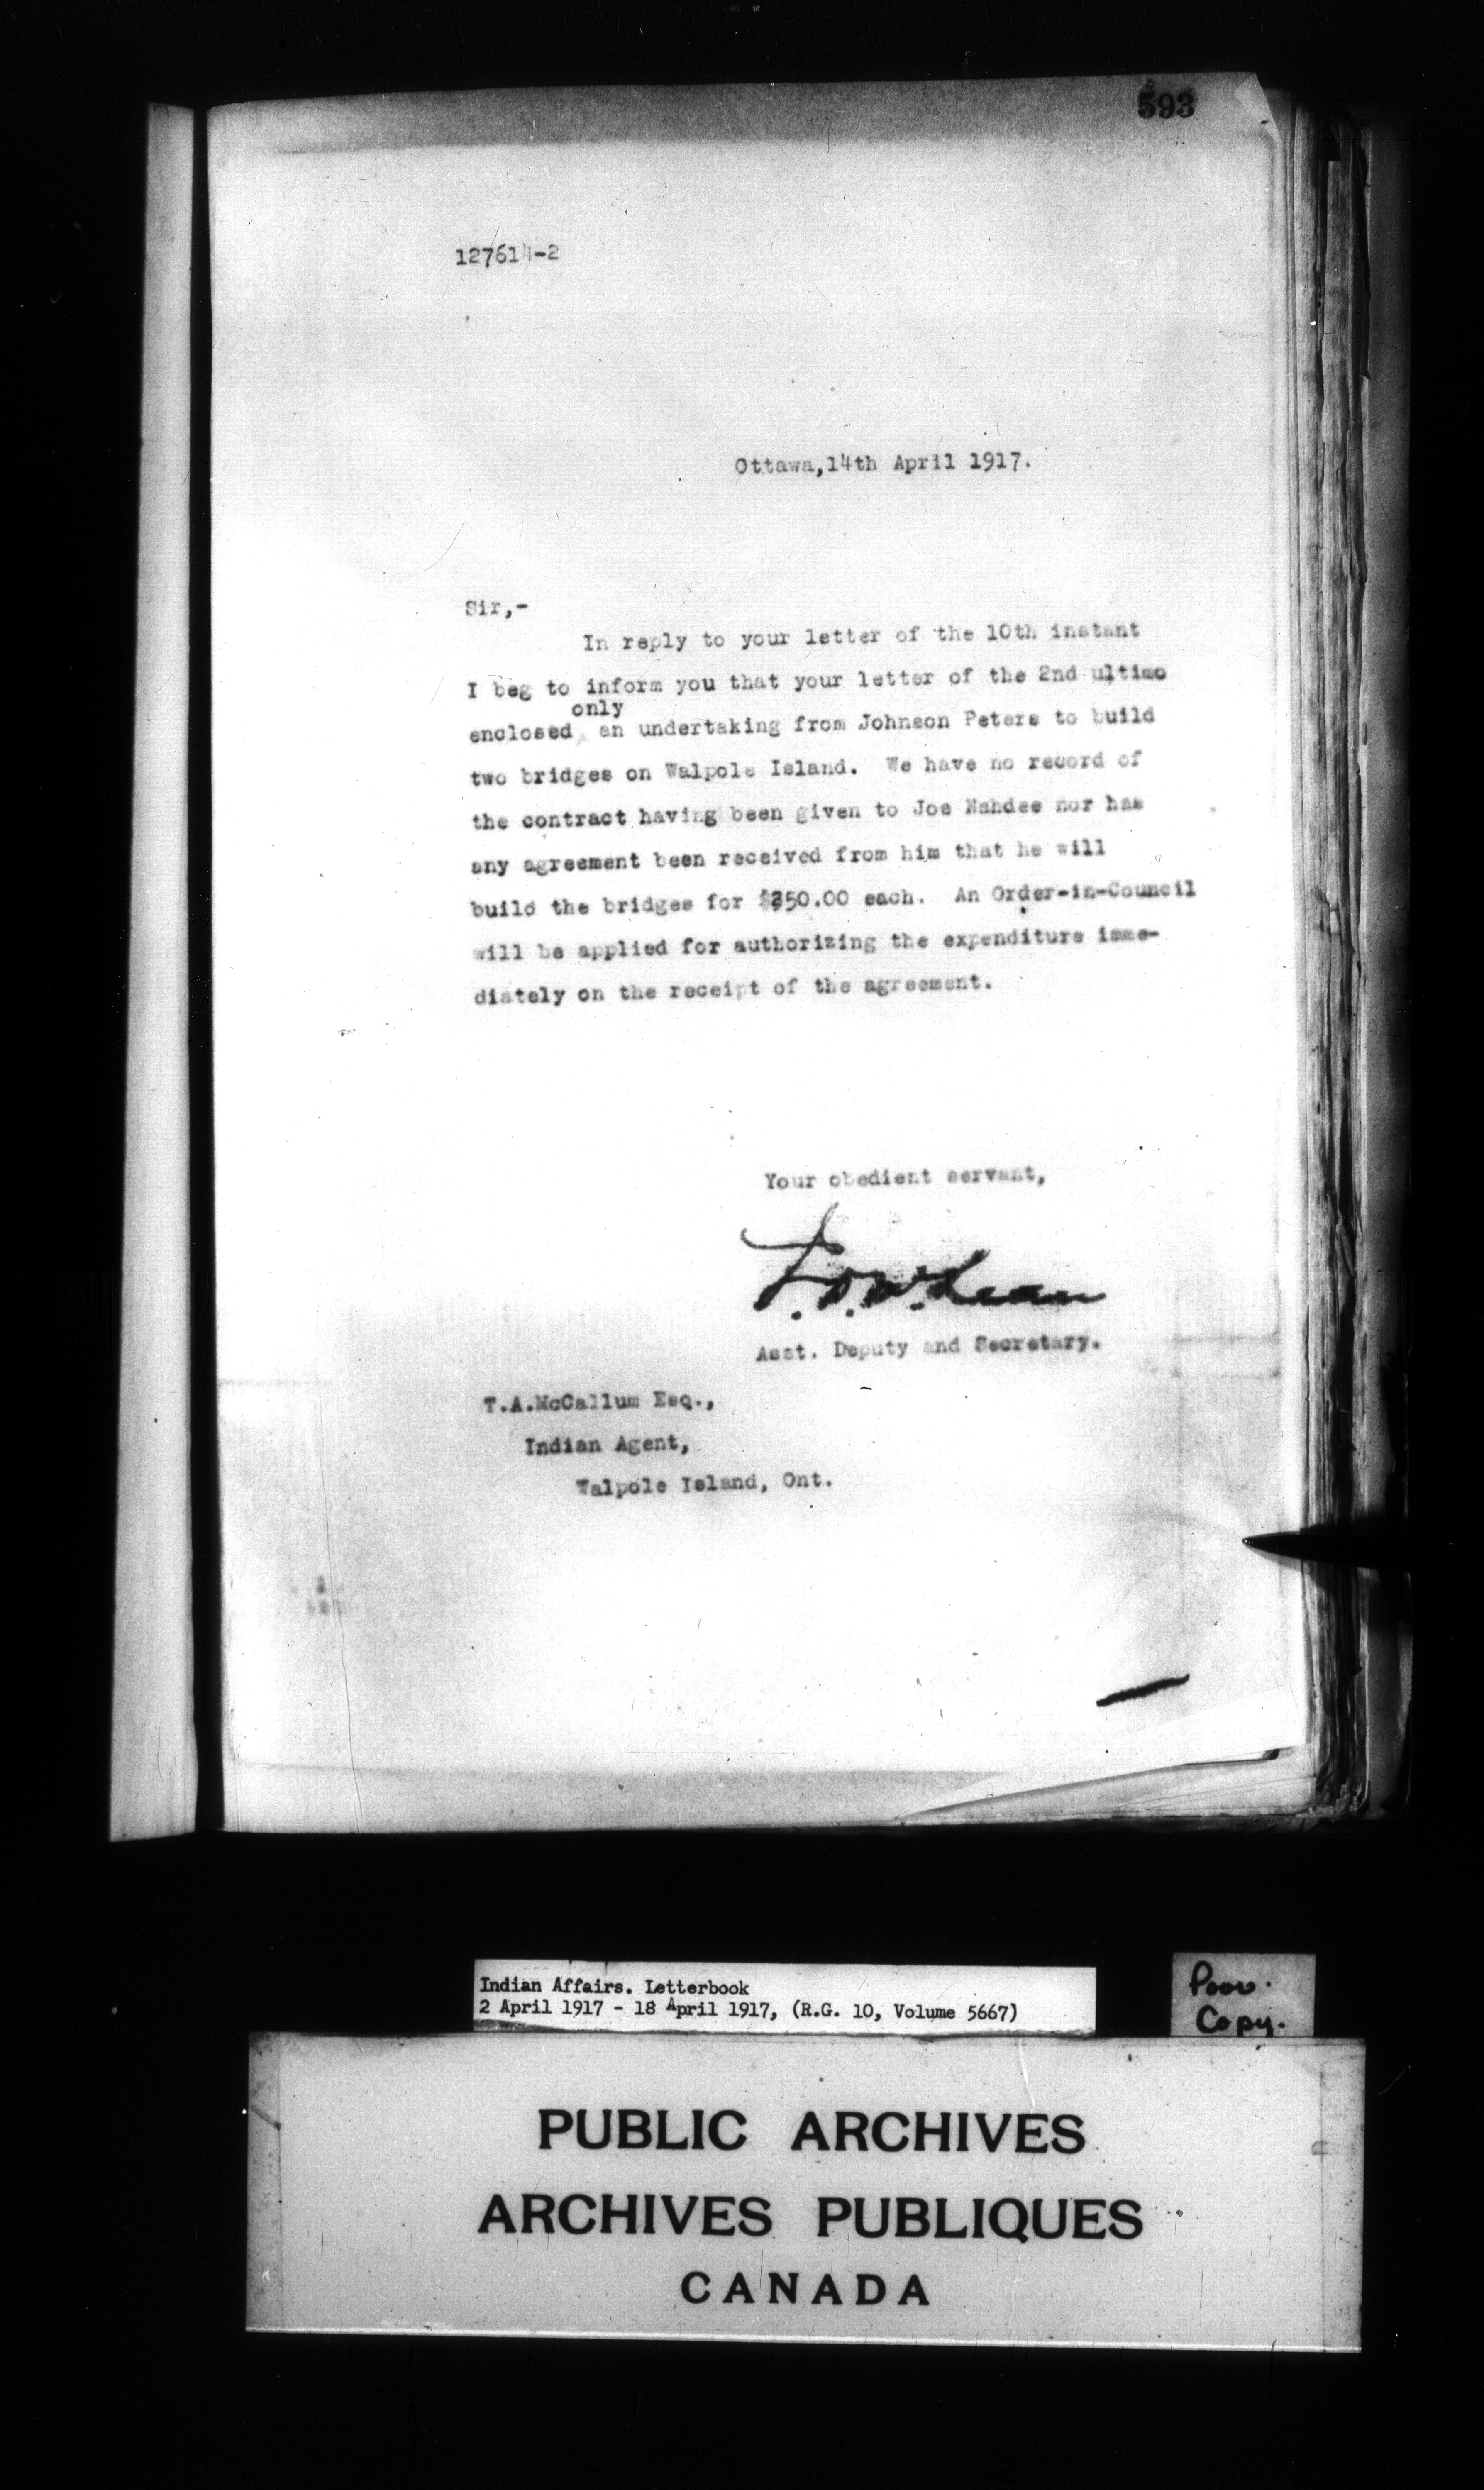 593
127614-2
Ottawa,14th April 1917.
Sir,-
In reply to your letter of the 10th instant
I beg to inform you that your letter of the 2nd ultimo
only
enclosed an undertaking from Johnson Peters to build
two bridges on Walpole Island. We have no record of
the contract having been given to Joe Nahdee nor has
any agreement been received from him that he will
build the bridges for each. An Order-in-Council
will be applied for authorizing the expenditure imme-
diately on the receipt of the agreement.
Your obedient servant,
Asst. Deputy and Secretary.
T.A.McCallum Esq.,
Indian Agent,
Walpole Island, Ont.
Indian Affairs. Letterbook
2 April 1917 - 18 April 1917, (R.G. 10, Volume 5667)
Poor
Copy.
PUBLIC ARCHIVES
ARCHIVES PUBLIQUES
CANADA